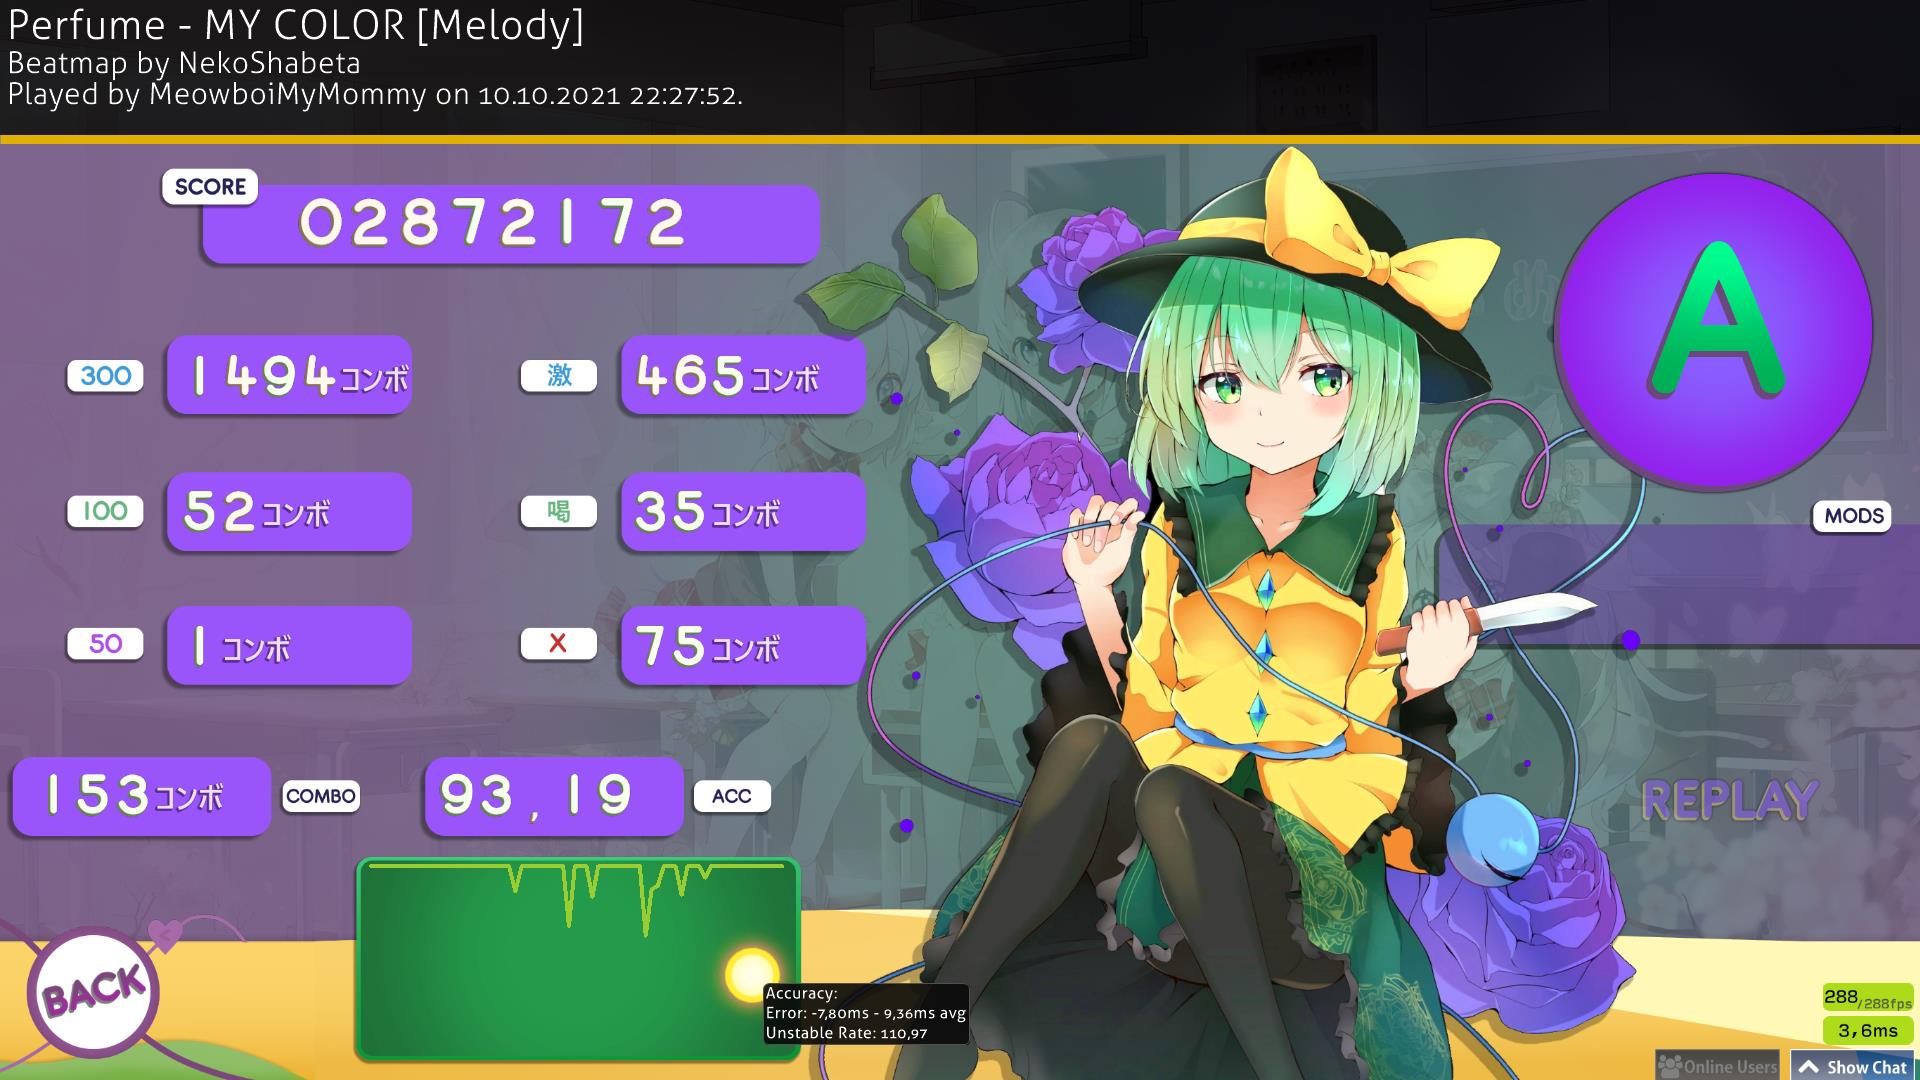 Perfume - MY COLOR [Melody]
Beatmap by NekoShabeta
Played by MeowboiMyMommy on 10.10.2021 22:27:52.
SCORE
02872172
300
1494コンボ
激
465コンボ
100
52コンボ
喝
35コンボ
50
1コンボ
X
75コンボ
153コンボ
COMBO
93,19
ACC
A
MODS
REPLAY
BACK
Accuracy:
Error: -7,80ms - 9,36ms avg
Unstable Rate: 110,97
288/288fps
3,6ms
Online Users
Show Chat